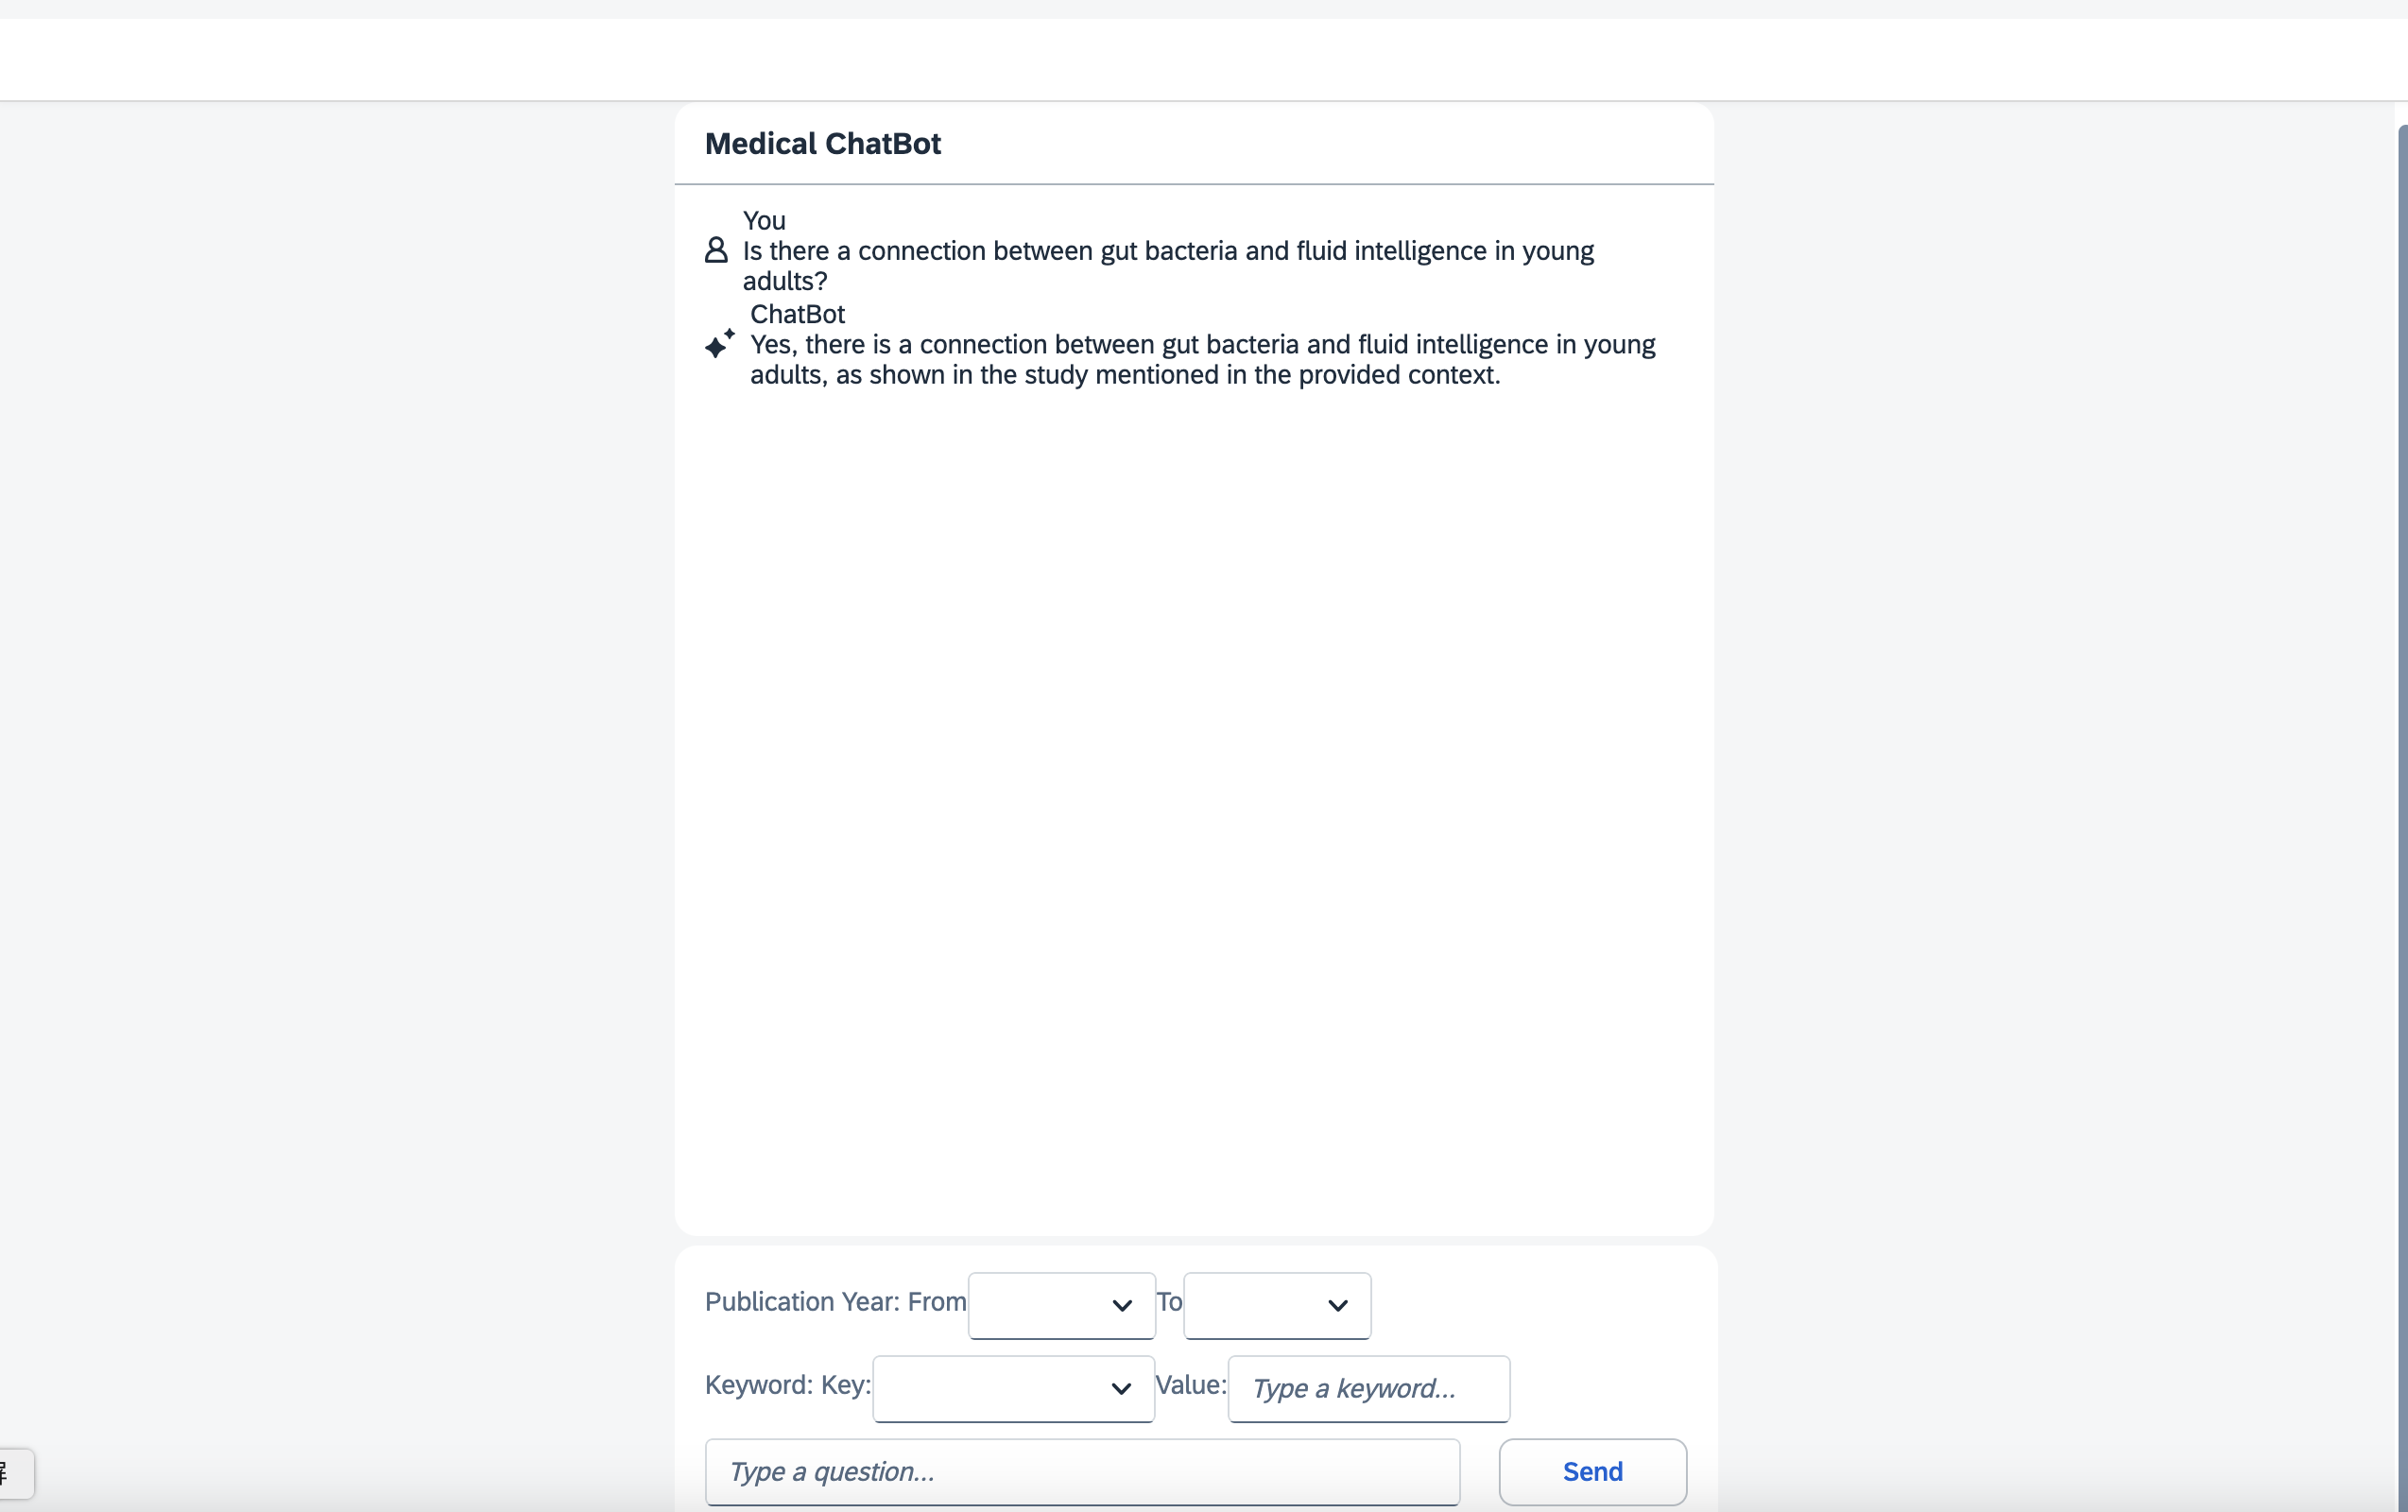 Medical ChatBot
You
Is there a connection between gut bacteria and fluid intelligence in young
adults?
ChatBot
Yes, there is a connection between gut bacteria and fluid intelligence in young
adults, as shown in the study mentioned in the provided context.
Publication Year: From To
Keyword: Key: Value: Type a keyword...
Type a question... Send